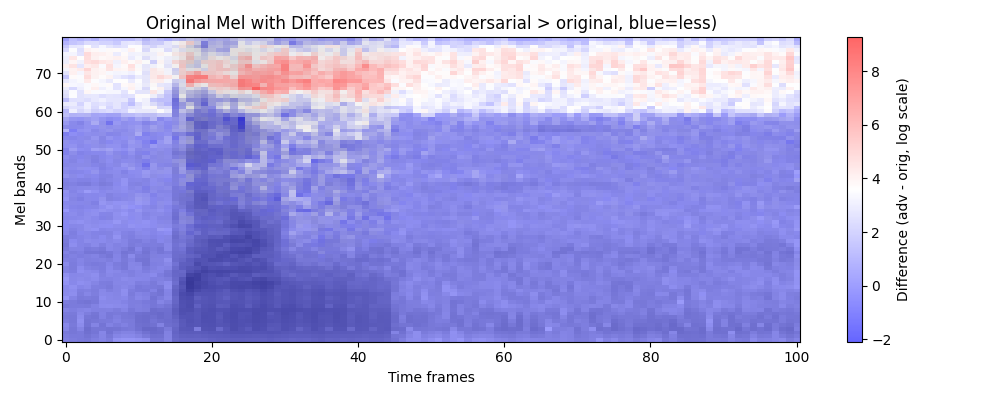 Original Mel with Differences (red=adversarial > original, blue=less)
Mel bands
70
60
50
40
30
20
10
0
0 20 40 60 80 100
Time frames
8
6
4
2
0
−2
Difference (adv - orig, log scale)